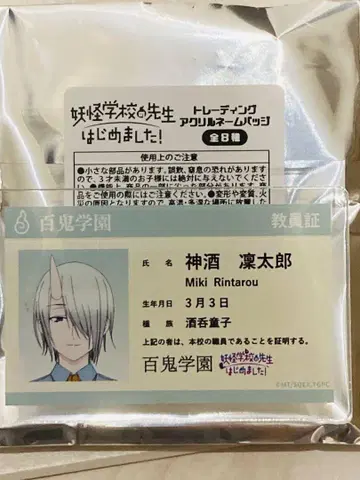 妖怪学校の先生
はじめました!
トレーディング
アクリルネームバッジ
全8種
使用上のご注意
●小さな部品があります。誤飲、窒息の恐れがありますの
で、3才未満のお子様には絶対に与えないでください。
百鬼学園
教員証
氏 名 神酒 凜太郎
Miki Rintarou
生年月日 3月3日
種 族 酒呑童子
上記の者は、本校の職員であることを証明する。
百鬼学園 妖怪学校の先生
はじめました!